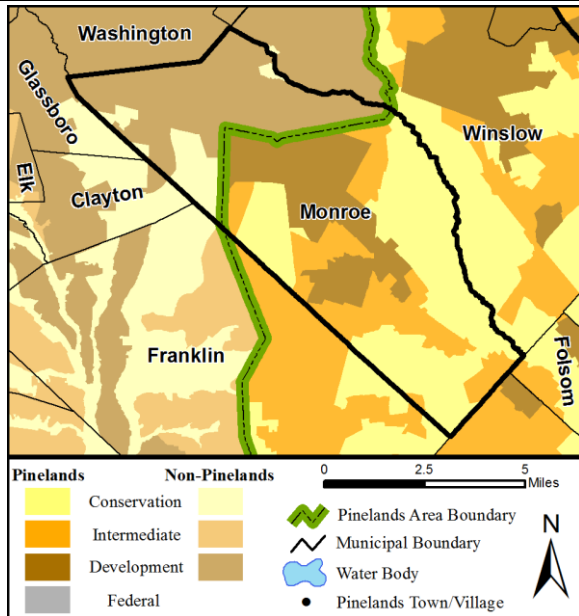 Washington
Glassboro
Winslow
Elk
Clayton
Monroe
Franklin
Folsom
Pinelands Non-Pinelands
Conservation
Intermediate
Development
Federal
0 2.5 5
Miles
Pinelands Area Boundary
Municipal Boundary
Water Body
Pinelands Town/Village
N